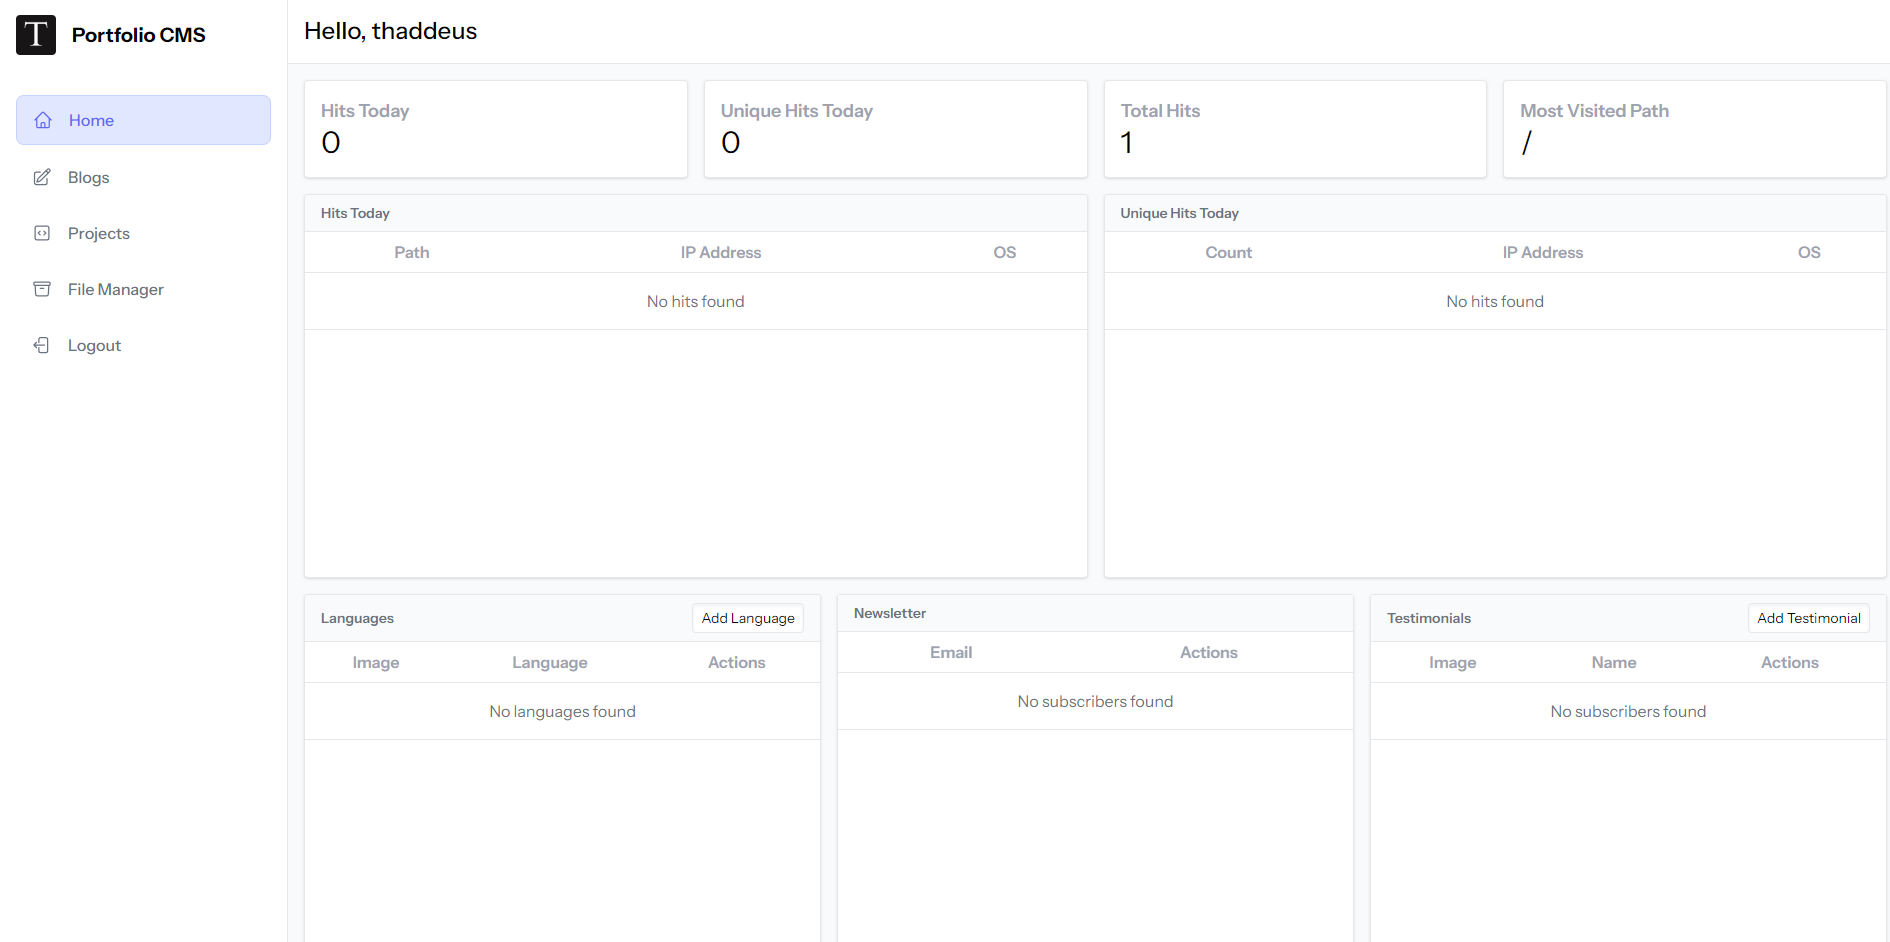 T
Portfolio CMS
Home
Blogs
Projects
File Manager
Logout
Hello, thaddeus
Hits Today
0
Unique Hits Today
0
Total Hits
1
Most Visited Path
/
Hits Today
Path IP Address OS
No hits found
Unique Hits Today
Count IP Address OS
No hits found
Languages Add Language
Image Language Actions
No languages found
Newsletter
Email Actions
No subscribers found
Testimonials Add Testimonial
Image Name Actions
No subscribers found